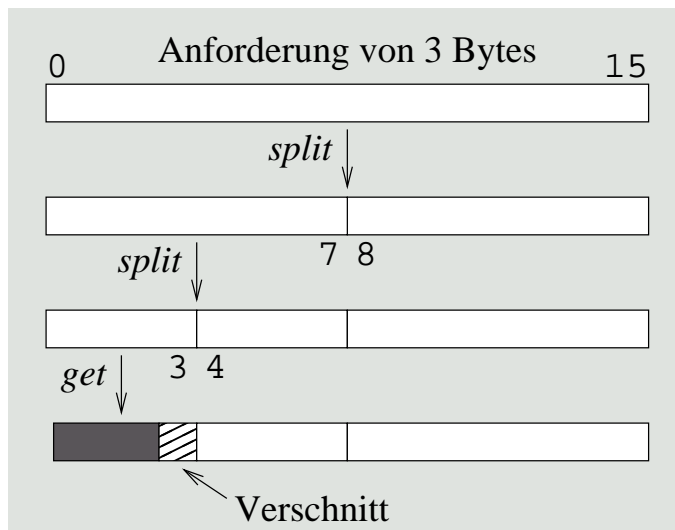 Anforderung von 3 Bytes
0 15
split
7 8
split
3 4
get
Verschnitt